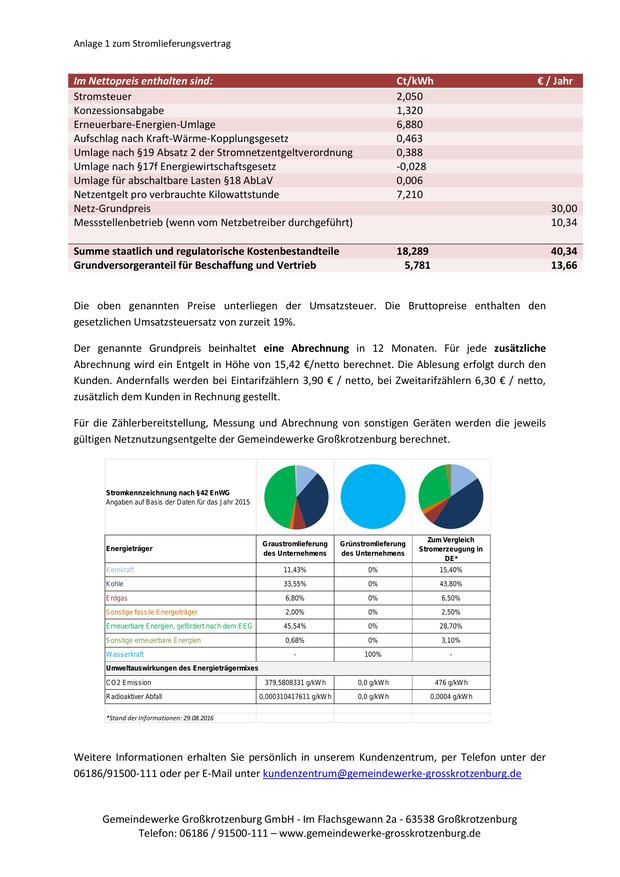 Anlage 1 zum Stromlieferungsvertrag
Im Nettopreis enthalten sind: Ct/kWh € / Jahr
Stromsteuer 2,050
Konzessionsabgabe 1,320
Erneuerbare-Energien-Umlage 6,880
Aufschlag nach Kraft-Wärme-Kopplungsgesetz 0,463
Umlage nach §19 Absatz 2 der Stromnetzentgeltverordnung 0,388
Umlage nach §17f Energiewirtschaftsgesetz -0,028
Umlage für abschaltbare Lasten §18 AbLaV 0,006
Netzentgelt pro verbrauchte Kilowattstunde 7,210
Netz-Grundpreis 30,00
Messstellenbetrieb (wenn vom Netzbetreiber durchgeführt) 10,34
Summe staatlich und regulatorische Kostenbestandteile 18,289 40,34
Grundversorgeranteil für Beschaffung und Vertrieb 5,781 13,66
Die oben genannten Preise unterliegen der Umsatzsteuer. Die Bruttopreise enthalten den
gesetzlichen Umsatzsteuersatz von zurzeit 19%.
Der genannte Grundpreis beinhaltet eine Abrechnung in 12 Monaten. Für jede zusätzliche
Abrechnung wird ein Entgelt in Höhe von 15,42 €/netto berechnet. Die Ablesung erfolgt durch den
Kunden. Andernfalls werden bei Eintarifzählern 3,90 € / netto, bei Zweitarifzählern 6,30 € / netto,
zusätzlich dem Kunden in Rechnung gestellt.
Für die Zählerbereitstellung, Messung und Abrechnung von sonstigen Geräten werden die jeweils
gültigen Netznutzungsentgelte der Gemeindewerke Großkrotzenburg berechnet.
Stromkennzeichnung nach §42 EnWG
Angaben auf Basis der Daten für das Jahr 2015
Energieträger Graustromlieferung des Unternehmens Grünstromlieferung des Unternehmens Zum Vergleich Stromerzeugung in DE*
Kernkraft 11,43% 0% 15,40%
Kohle 33,55% 0% 43,80%
Erdgas 6,80% 0% 6,50%
Sonstige fossile Energieträger 2,00% 0% 2,50%
Erneuerbare Energien, gefördert nach dem EEG 45,54% 0% 28,70%
Sonstige erneuerbare Energien 0,68% 0% 3,10%
Wasserkraft - 100% -
Umweltauswirkungen des Energieträgermixes
CO2 Emission 379,5808331 g/kWh 0,0 g/kWh 476 g/kWh
Radioaktiver Abfall 0,000310417611 g/kWh 0,0 g/kWh 0,0004 g/kWh
*Stand der Informationen: 29.08.2016
Weitere Informationen erhalten Sie persönlich in unserem Kundenzentrum, per Telefon unter der
06186/91500-111 oder per E-Mail unter kundenzentrum@gemeindewerke-grosskrotzenburg.de
Gemeindewerke Großkrotzenburg GmbH - Im Flachsgewann 2a - 63538 Großkrotzenburg
Telefon: 06186 / 91500-111 – www.gemeindewerke-grosskrotzenburg.de